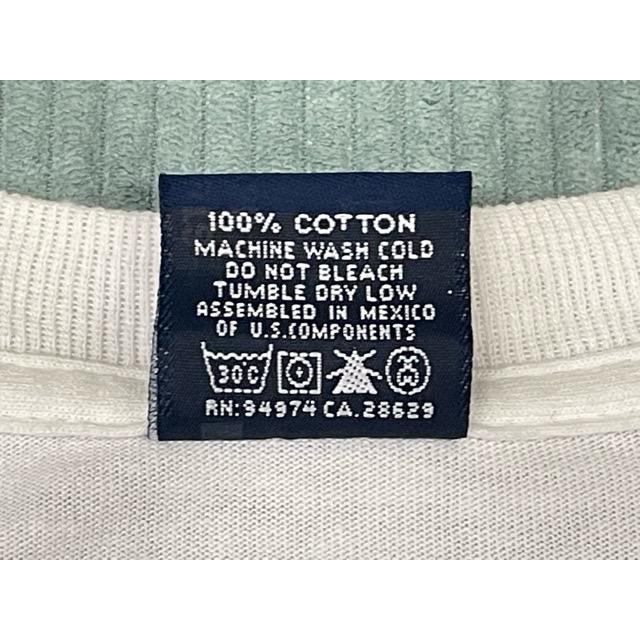 100% COTTON
MACHINE WASH COLD
DO NOT BLEACH
TUMBLE DRY LOW
ASSEMBLED IN MEXICO
OF U.S.COMPONENTS
30C
RN:94974 CA.28629